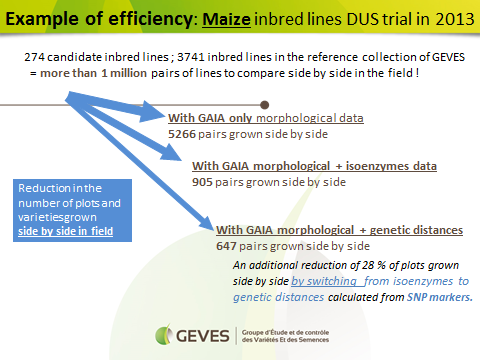 Example of efficiency: Maize inbred lines DUS trial in 2013
274 candidate inbred lines ; 3741 inbred lines in the reference collection of GEVES
= more than 1 million pairs of lines to compare side by side in the field !
With GAIA only morphological data
5266 pairs grown side by side
With GAIA morphological + isoenzymes data
905 pairs grown side by side
Reduction in the
number of plots and
varietiesgrown
side by side in field
With GAIA morphological + genetic distances
647 pairs grown side by side
An additional reduction of 28 % of plots grown
side by side by switching from isoenzymes to
genetic distances calculated from SNP markers.
GEVES
Groupe d'Étude et de contrôle
des Variétés Et des Semences